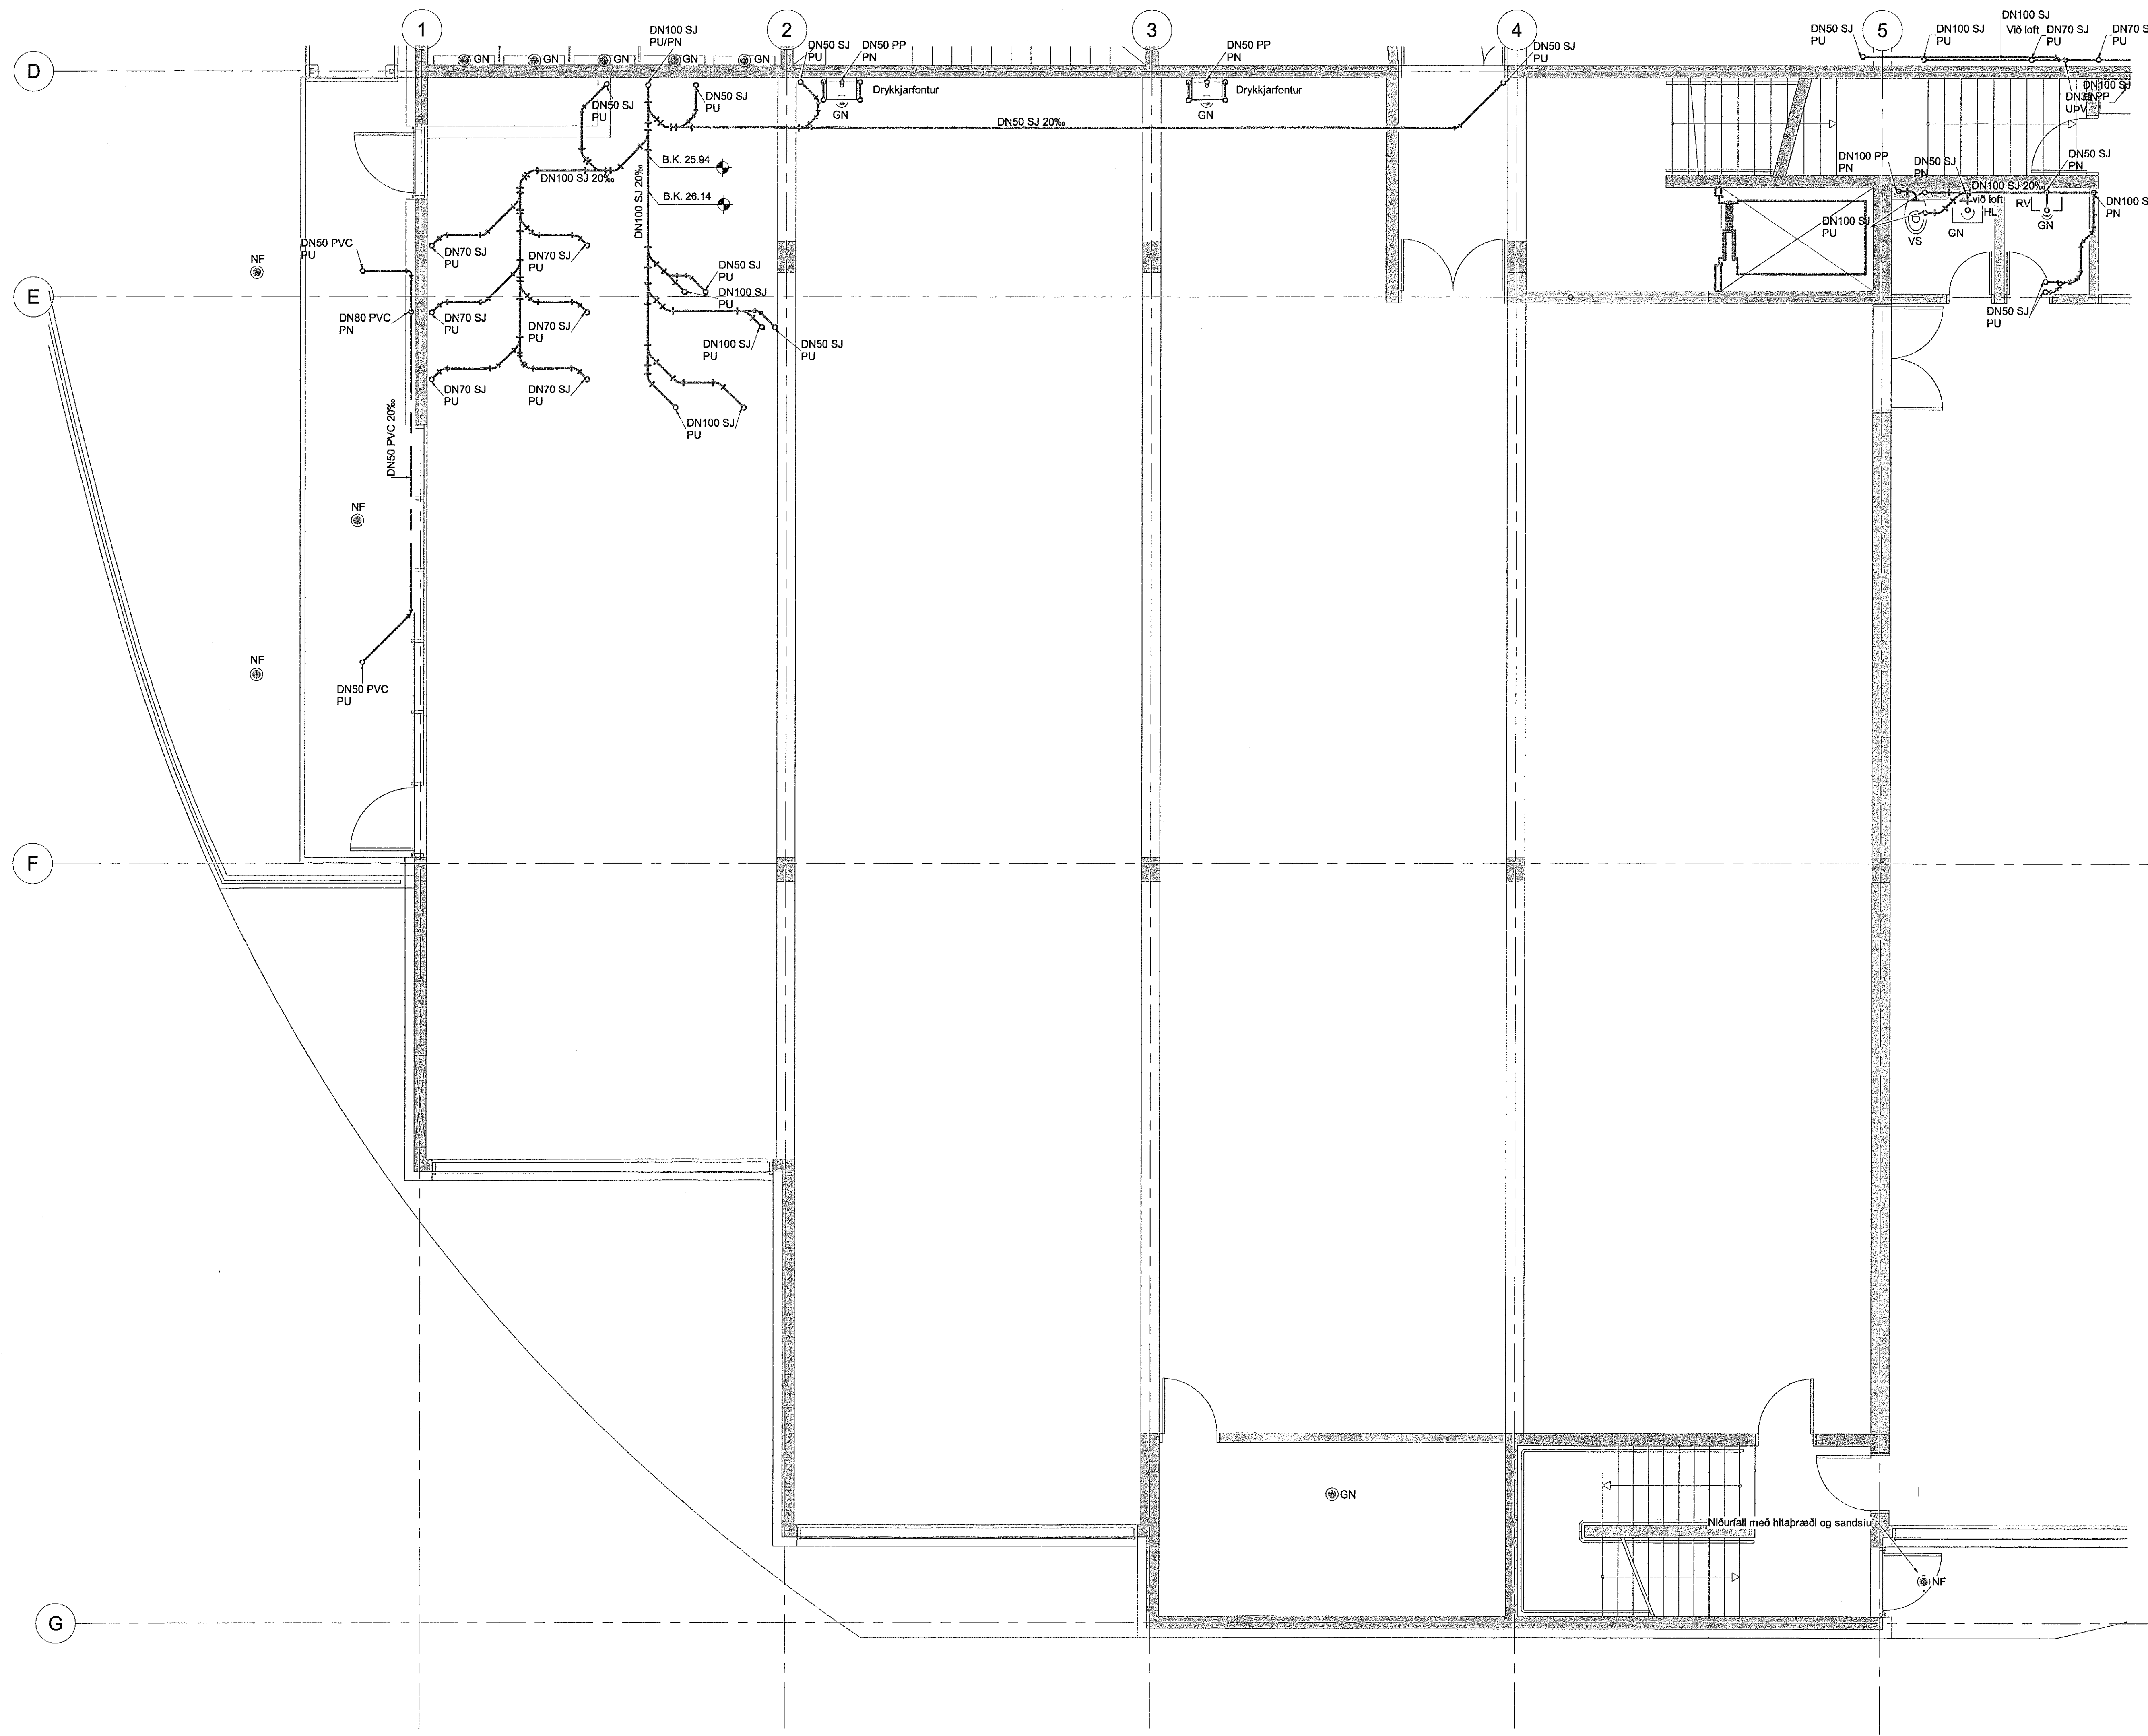 1
2
3
4
5
D
E
F
G
GN
GN
GN
GN
GN
DN100 SJ
PU/PN
DN50 SJ
PU
DN50 PP
PN
Drykkjarfontur
GN
DN50 PP
PN
Drykkjarfontur
GN
DN50 SJ
PU
DN50 SJ
PU
DN100 SJ
PU
DN100 SJ
Við loft
DN70 SJ
PU
DN70 S
PU
DN50 SJ
PU
DN50 SJ
PU
DN50 SJ 20‰
DN100 SJ
UÞV
B.K. 25.94
B.K. 26.14
DN100 SJ 20‰
DN100 SJ 20‰
DN100 PP
PN
DN50 SJ
PN
DN50 SJ
PN
DN100 SJ 20‰
við loft
HL
RV
GN
GN
VS
DN100 S
PN
DN100 SJ
PU
DN50 SJ
PU
DN50 PVC
PU
NF
DN70 SJ
PU
DN70 SJ
PU
DN50 SJ
PU
DN100 SJ
PU
DN80 PVC
PN
DN70 SJ
PU
DN70 SJ
PU
DN100 SJ
PU
DN50 SJ
PU
DN70 SJ
PU
DN70 SJ
PU
DN100 SJ
PU
DN50 PVC 20‰
NF
NF
DN50 PVC
PU
GN
Niðurfall með hitaþræði og sandsíu
NF